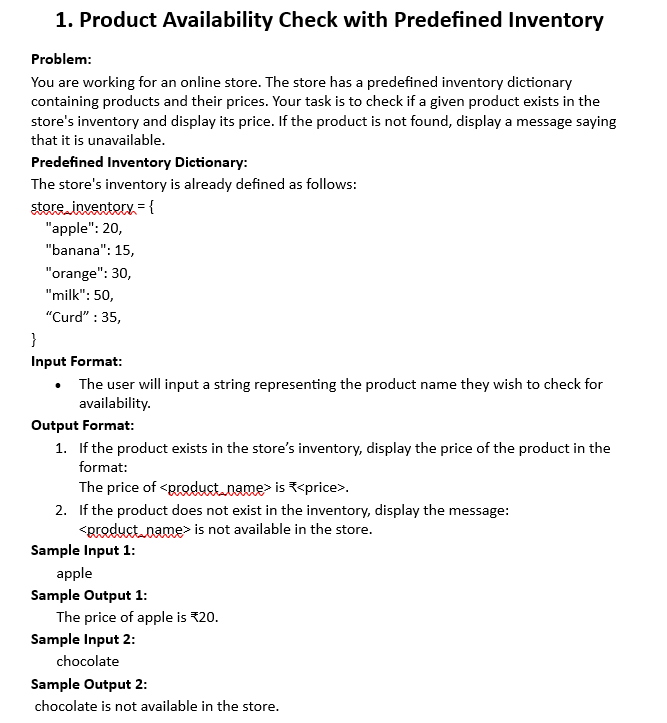 1. Product Availability Check with Predefined Inventory
Problem:
You are working for an online store. The store has a predefined inventory dictionary
containing products and their prices. Your task is to check if a given product exists in the
store's inventory and display its price. If the product is not found, display a message saying
that it is unavailable.
Predefined Inventory Dictionary:
The store's inventory is already defined as follows:
store_inventory = {
"apple": 20,
"banana": 15,
"orange": 30,
"milk": 50,
“Curd” : 35,
}
Input Format:
• The user will input a string representing the product name they wish to check for
availability.
Output Format:
1. If the product exists in the store’s inventory, display the price of the product in the
format:
The price of <product_name> is ₹<price>.
2. If the product does not exist in the inventory, display the message:
<product_name> is not available in the store.
Sample Input 1:
apple
Sample Output 1:
The price of apple is ₹20.
Sample Input 2:
chocolate
Sample Output 2:
chocolate is not available in the store.